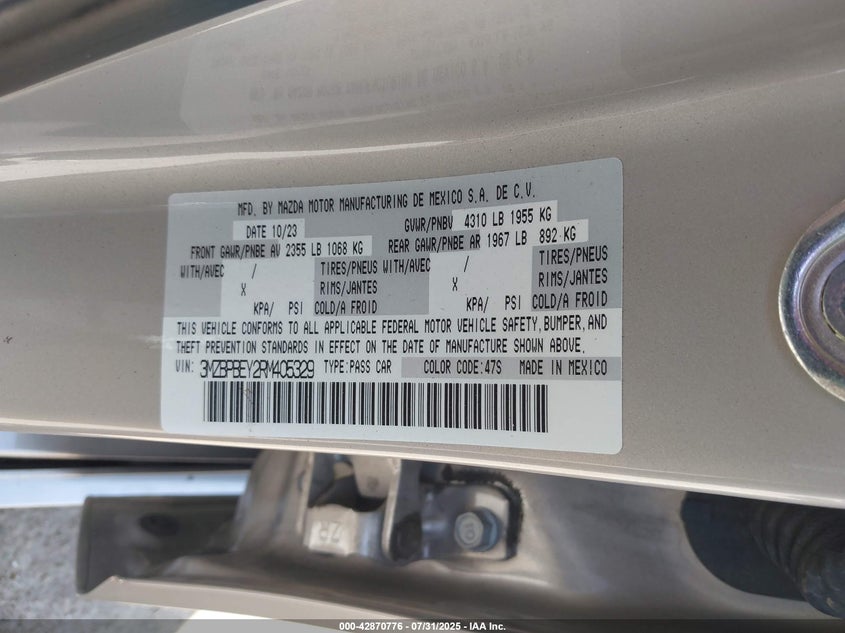 MFD. BY MAZDA MOTOR MANUFACTURING DE MEXICO S.A. DE C.V.
DATE 10/23 GVWR/PNBV 4310 LB 1955 KG
FRONT GAWR/PNBE AV 2355 LB 1068 KG REAR GAWR/PNBE AR 1967 LB 892 KG
WITH/AVEC / TIRES/PNEUS WITH/AVEC / TIRES/PNEUS
X RIMS/JANTES X RIMS/JANTES
KPA/ PSI COLD/A FROID KPA/ PSI COLD/A FROID
THIS VEHICLE CONFORMS TO ALL APPLICABLE FEDERAL MOTOR VEHICLE SAFETY, BUMPER, AND
THEFT PREVENTION STANDARDS IN EFFECT ON THE DATE OF MANUFACTURE SHOWN ABOVE.
VIN: 3MZBPBEY2RM405329 TYPE:PASS CAR COLOR CODE:47S MADE IN MEXICO
000-42870776 - 07/31/2025 - IAA Inc.